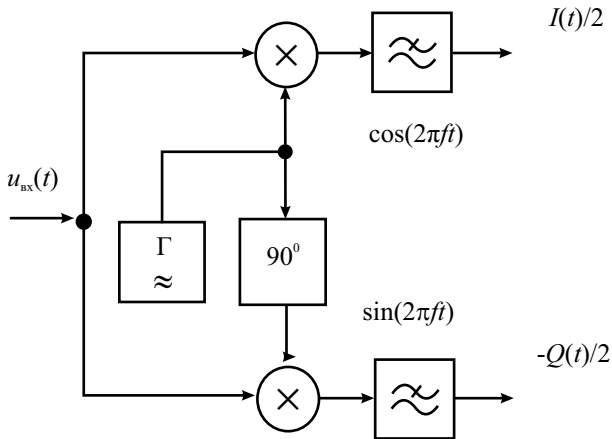 I(t)/2
×
cos(2πft)
u_вх(t)
Г
≈
90⁰
sin(2πft)
-Q(t)/2
×